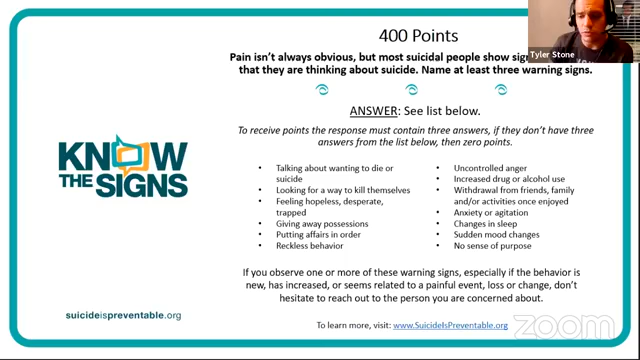 400 Points
Tyler Stone
Pain isn't always obvious, but most suicidal people show sig
that they are thinking about suicide. Name at least three warning signs.
ANSWER: See list below.
To receive points the response must contain three answers, if they don't have three
answers from the list below, then zero points.
KNOW
THE SIGNS
• Talking about wanting to die or
suicide
• Looking for a way to kill themselves
• Feeling hopeless, desperate,
trapped
• Giving away possessions
• Putting affairs in order
• Reckless behavior
• Uncontrolled anger
• Increased drug or alcohol use
• Withdrawal from friends, family
and/or activities once enjoyed
• Anxiety or agitation
• Changes in sleep
• Sudden mood changes
• No sense of purpose
If you observe one or more of these warning signs, especially if the behavior is
new, has increased, or seems related to a painful event, loss or change, don't
hesitate to reach out to the person you are concerned about.
suicideispreventable.org
To learn more, visit: www.SuicideIsPreventable.org
zoom